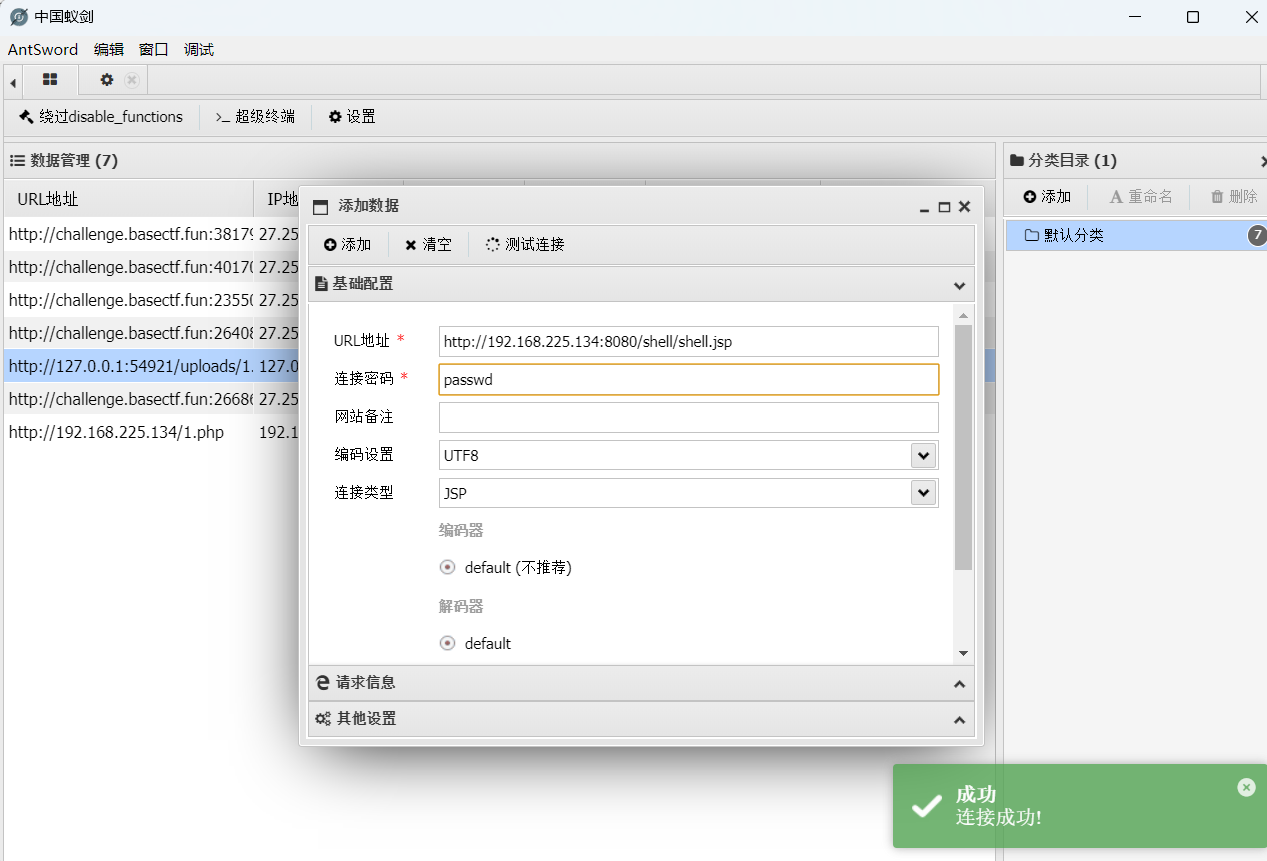 中国蚁剑
AntSword 编辑 窗口 调试
绕过disable_functions >_ 超级终端 设置
数据管理 (7)
分类目录 (1)
URL地址 IP地
添加 重命名 删除
默认分类 7
http://challenge.basectf.fun:38179 27.25
http://challenge.basectf.fun:40170 27.25
http://challenge.basectf.fun:23550 27.25
http://challenge.basectf.fun:26408 27.25
http://127.0.0.1:54921/uploads/1. 127.0
http://challenge.basectf.fun:26686 27.25
http://192.168.225.134/1.php 192.1
添加数据
添加 清空 测试连接
基础配置
URL地址 * http://192.168.225.134:8080/shell/shell.jsp
连接密码 * passwd
网站备注
编码设置 UTF8
连接类型 JSP
编码器
default (不推荐)
解码器
default
请求信息
其他设置
成功
连接成功!